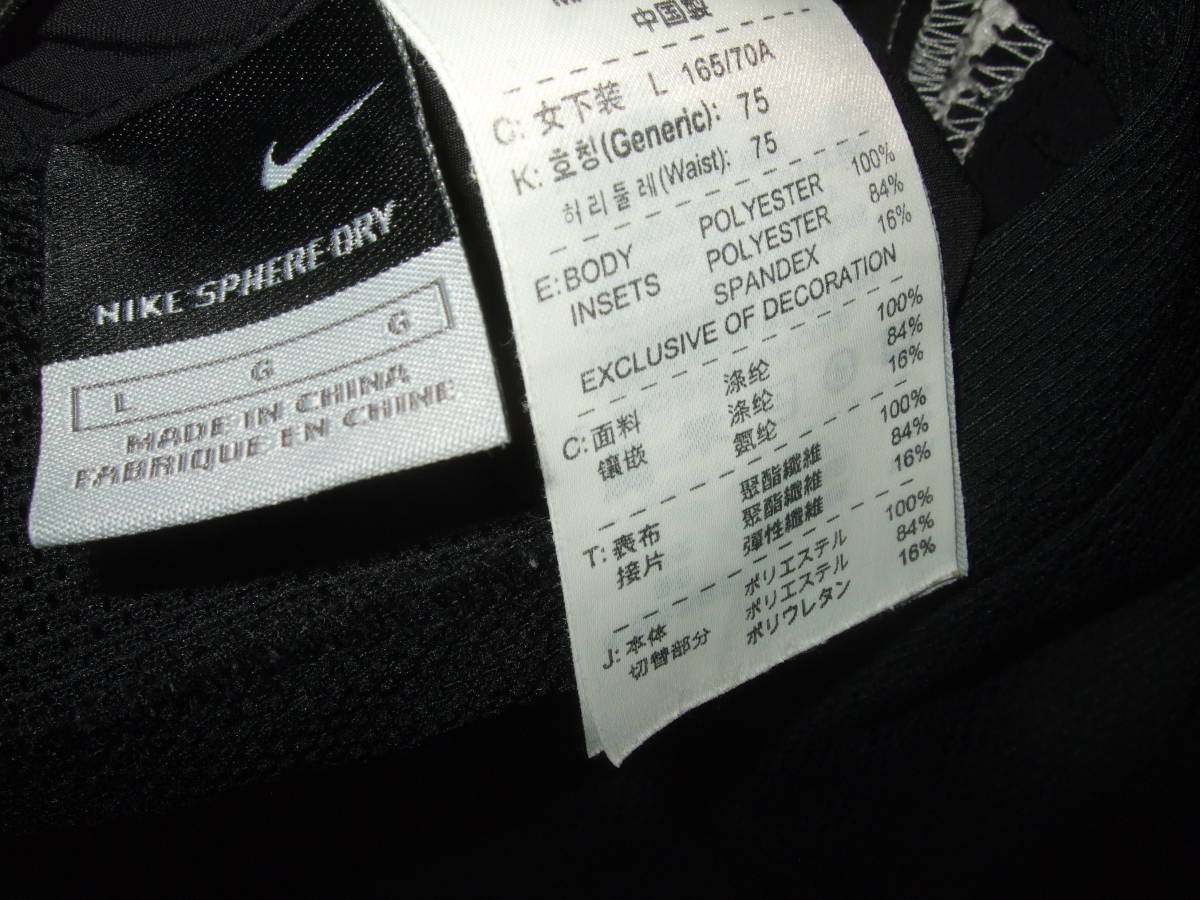 NIKE SPHERE-DRY
L G G
MADE IN CHINA
FABRIQUE EN CHINE
中国製
C: 女下装 L 165/70A
K: 호칭(Generic): 75
허리둘레(Waist): 75
E: BODY POLYESTER 100%
INSETS POLYESTER 84%
SPANDEX 16%
EXCLUSIVE OF DECORATION
C: 面料 涤纶 100%
镶嵌 涤纶 84%
氨纶 16%
T: 表布 聚酯纖維 100%
接片 聚酯纖維 84%
彈性纖維 16%
J: 本体 ポリエステル 100%
切替部分 ポリエステル 84%
ポリウレタン 16%